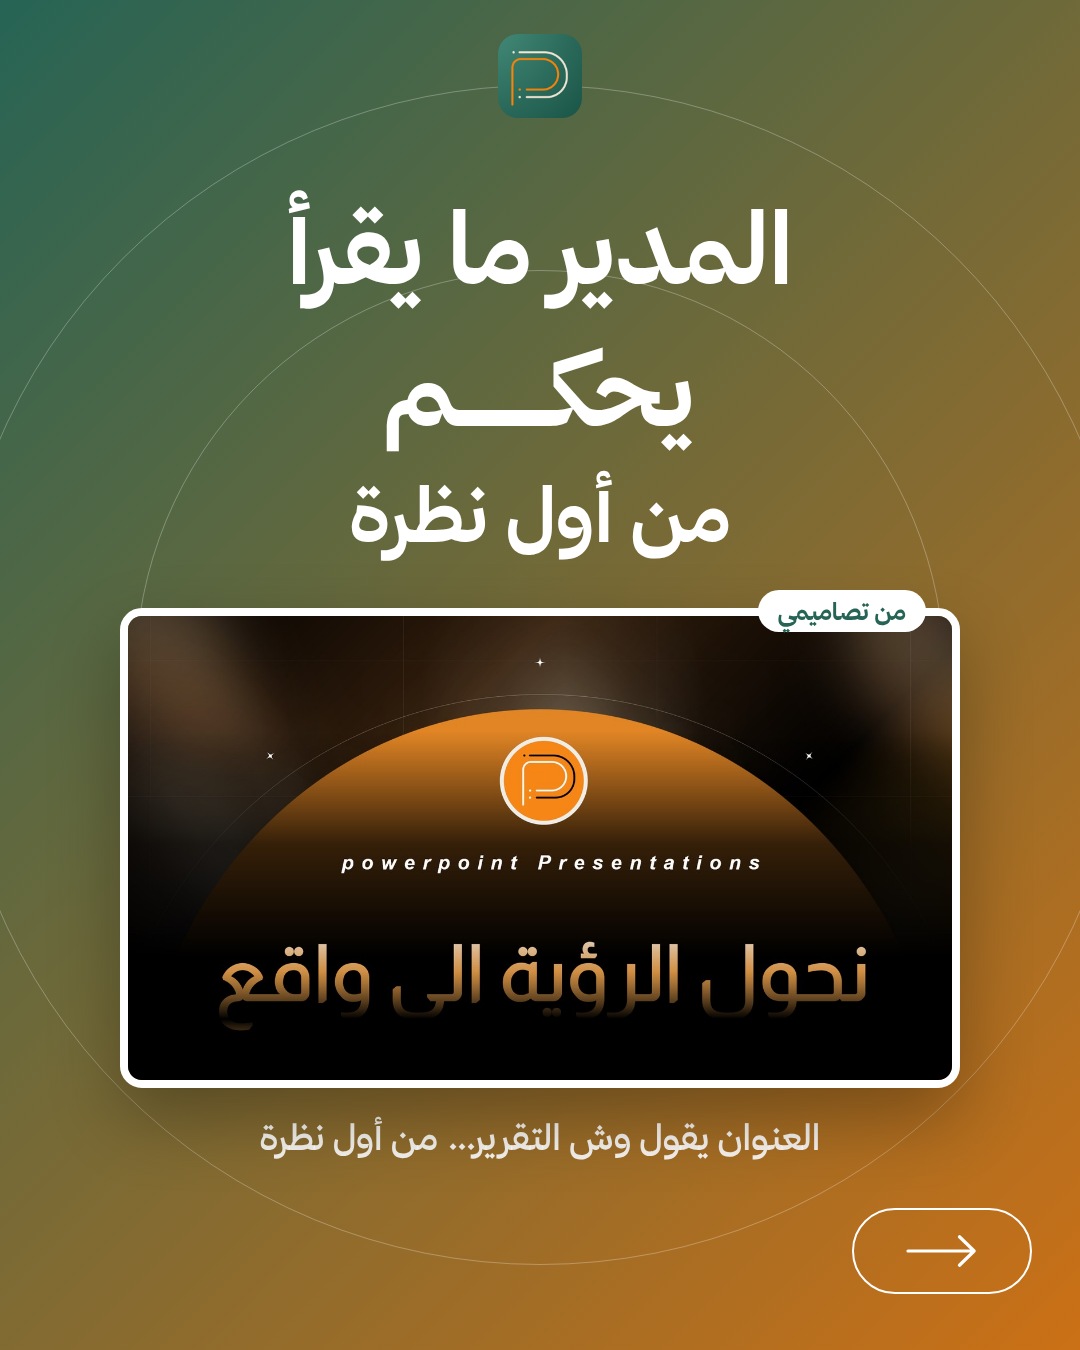 المدير ما يقرأ
يحكـــم
من أول نظرة
من تصاميمي
powerpoint Presentations
نحول الرؤية الى واقع
العنوان يقول وش التقرير... من أول نظرة